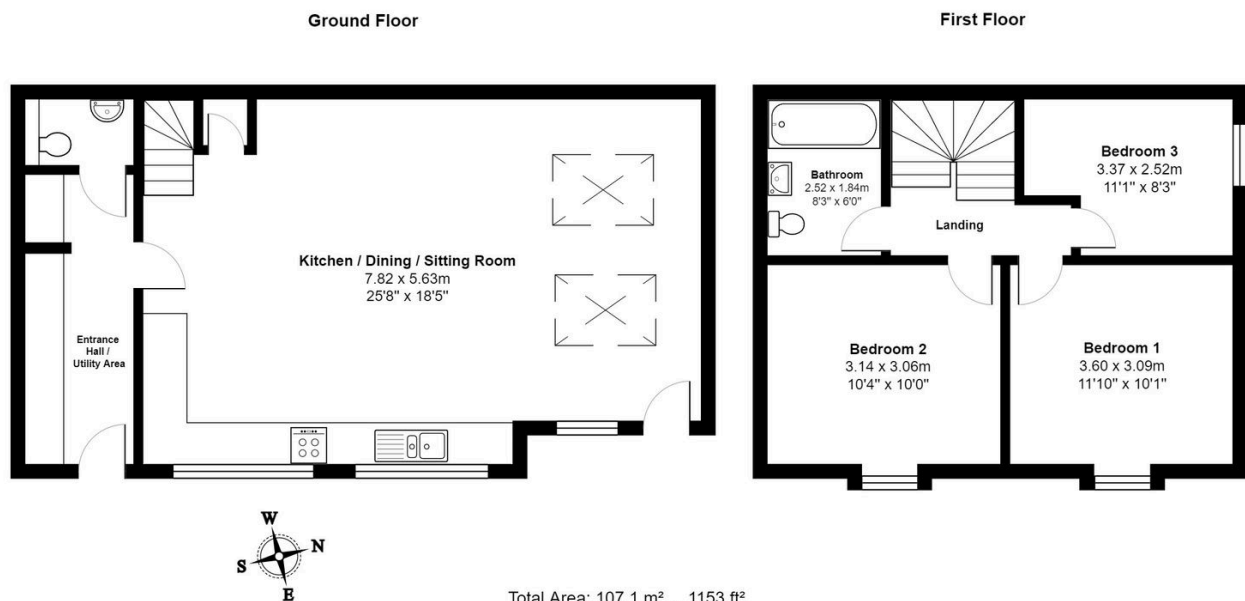 Ground Floor
First Floor
Kitchen / Dining / Sitting Room
7.82 x 5.63m
25'8" x 18'5"
Entrance
Hall /
Utility Area
Bathroom
2.52 x 1.84m
8'3" x 6'0"
Landing
Bedroom 3
3.37 x 2.52m
11'1" x 8'3"
Bedroom 2
3.14 x 3.06m
10'4" x 10'0"
Bedroom 1
3.60 x 3.09m
11'10" x 10'1"
W
N
S
E
Total Area: 107.1 m² ... 1153 ft²